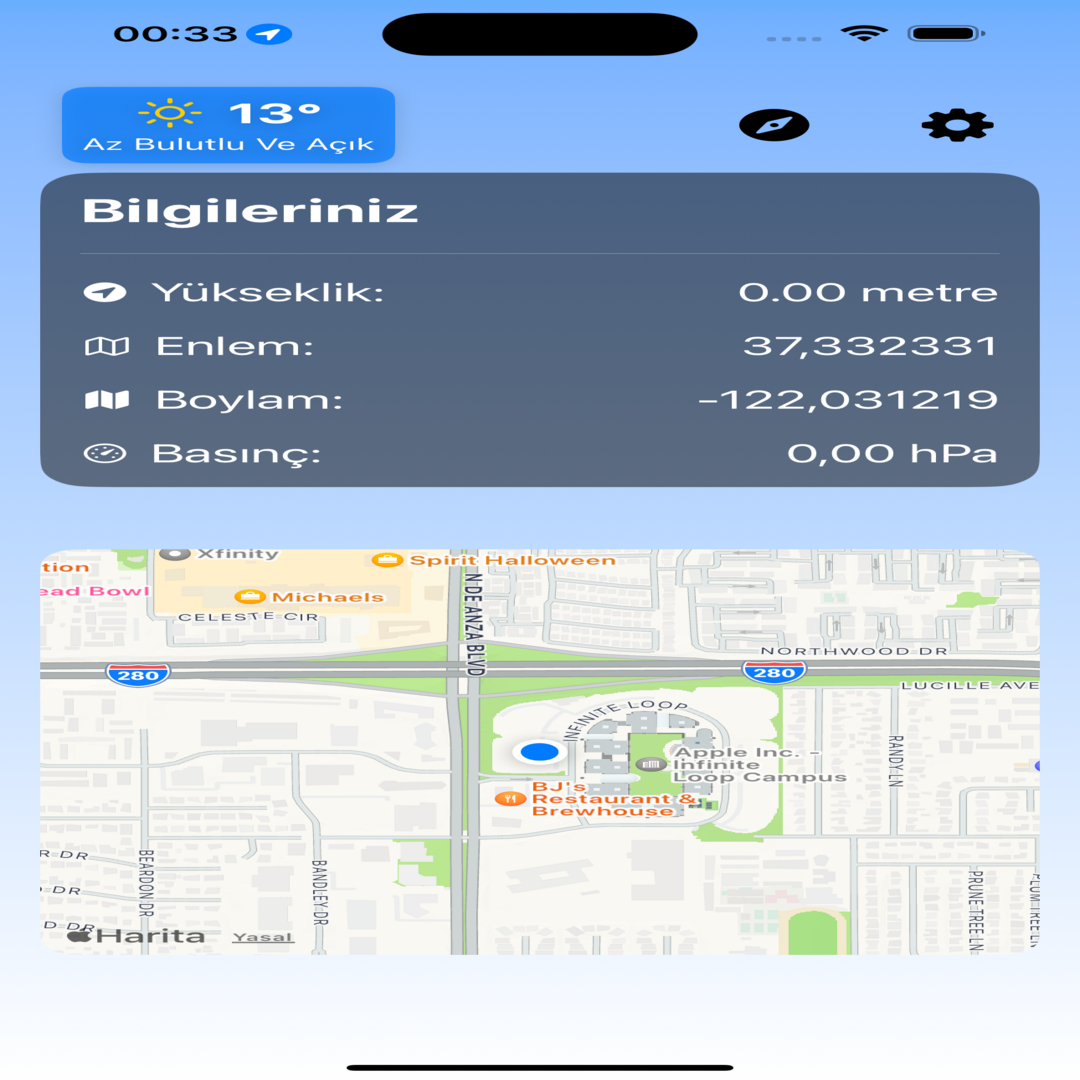 00:33
13°
Az Bulutlu Ve Açık
Bilgileriniz
Yükseklik: 0.00 metre
Enlem: 37,332331
Boylam: -122,031219
Basınç: 0,00 hPa
Xfinity
Spirit Halloween
tion
ead Bowl
Michaels
CELESTE CIR
N DE ANZA BLVD
NORTHWOOD DR
280
280
LUCILLE AVE
INFINITE LOOP
Apple Inc. -
Infinite
Loop Campus
RANDY LN
BJ's
Restaurant &
Brewhouse
R DR
DR
D DR
BEARDON DR
BANDLEY DR
PRUNE TREE LN
PLUM TREE LN
Harita
Yasal